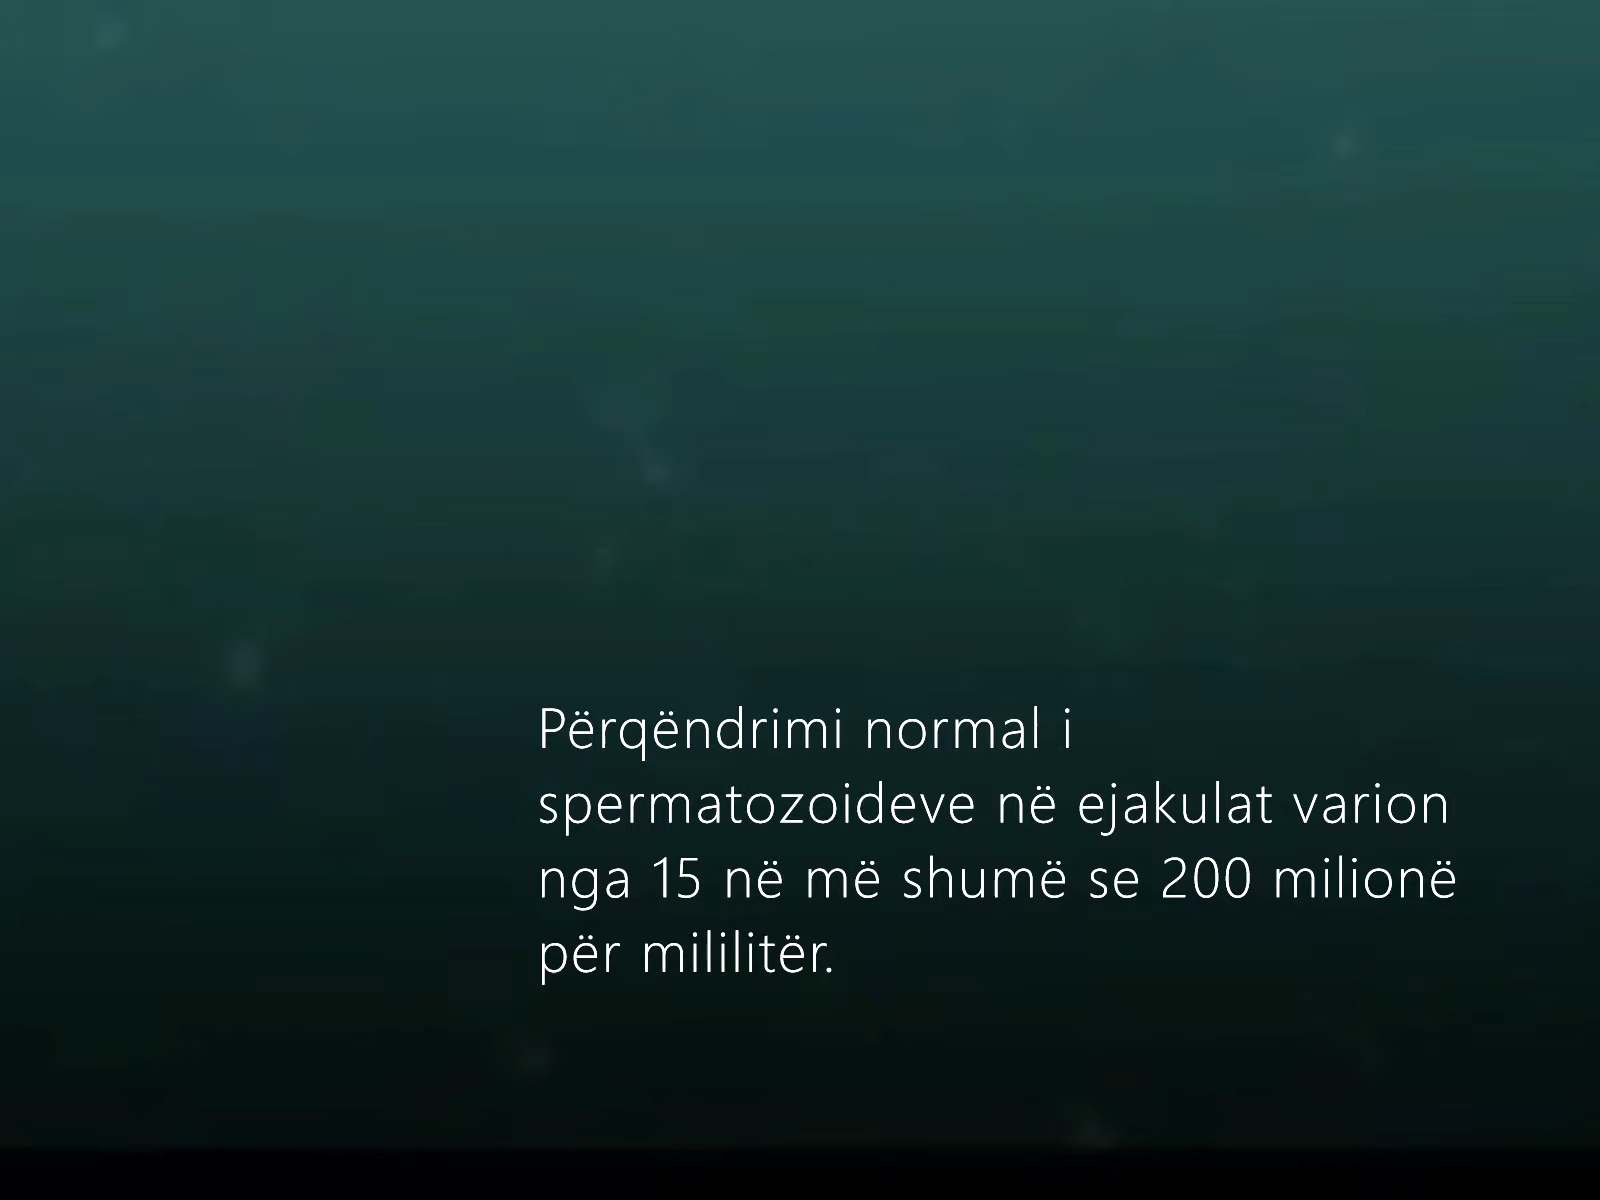 Përqëndrimi normal i
spermatozoideve në ejakulat varion
nga 15 në më shumë se 200 milionë
për mililitër.